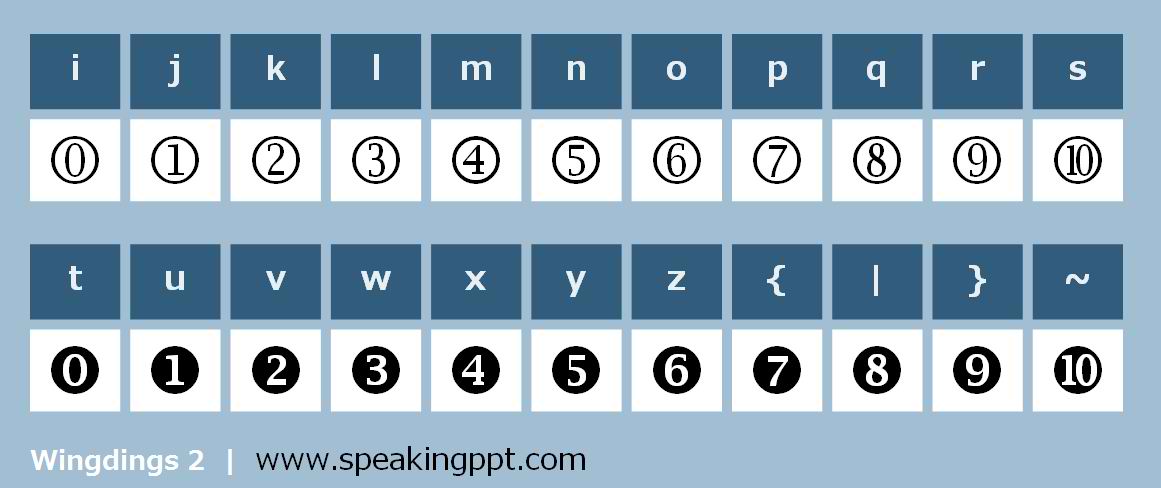 i j k l m n o p q r s
⓪ ① ② ③ ④ ⑤ ⑥ ⑦ ⑧ ⑨ ⑩
t u v w x y z { | } ~
⓿ ❶ ❷ ❸ ❹ ❺ ❻ ❼ ❽ ❾ ❿
Wingdings 2 | www.speakingppt.com